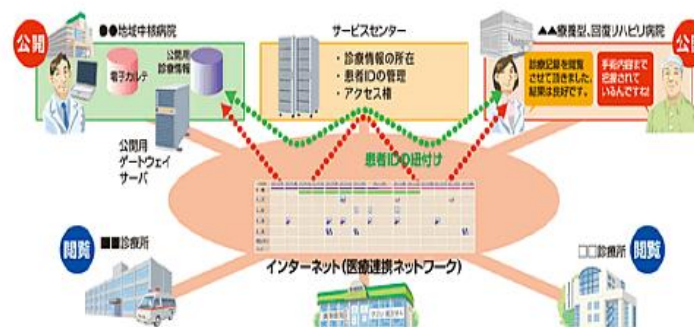 公開
●●地域中核病院
電子カルテ
公開用
診療情報
公開用
ゲートウェイ
サーバ
サービスセンター
・診療情報の所在
・患者IDの管理
・アクセス権
▲▲療養型、回復リハビリ病院
公開
診療記録を閲覧
させて頂きました。
結果は良好です。
手術内容まで
把握されて
いるんですね!
患者IDの紐付け
インターネット(医療連携ネットワーク)
閲覧
■■診療所
□□診療所
閲覧